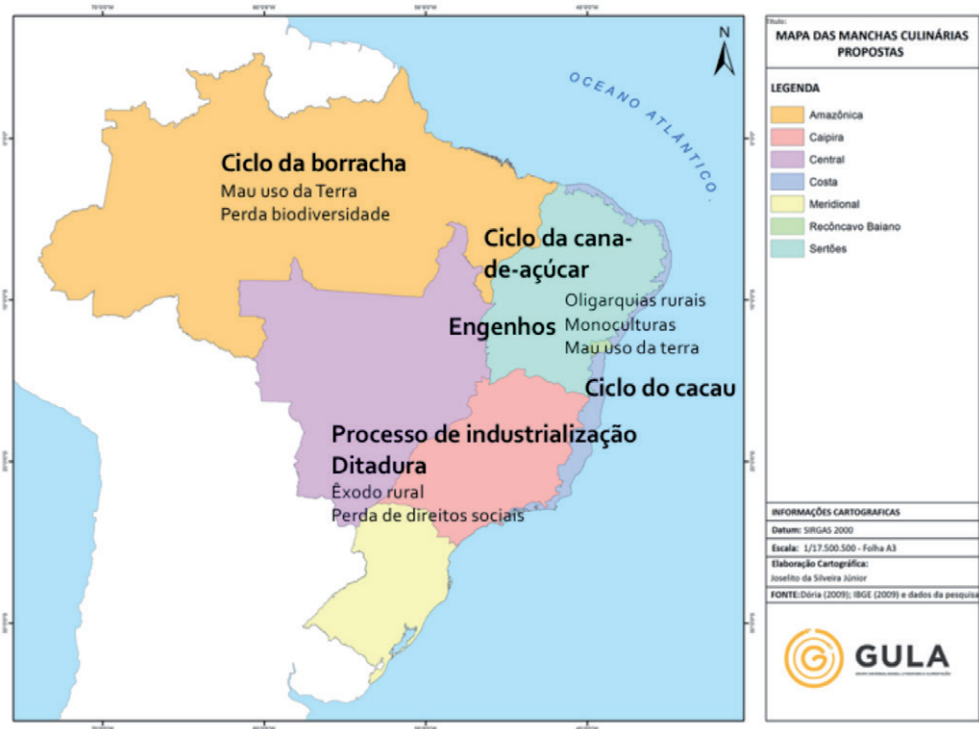 Título:
MAPA DAS MANCHAS CULINÁRIAS
PROPOSTAS
LEGENDA
Amazônica
Caipira
Central
Costa
Meridional
Recôncavo Baiano
Sertões
N
OCEANO ATLÂNTICO
Ciclo da borracha
Mau uso da Terra
Perda biodiversidade
Ciclo da cana-
de-açúcar
Oligarquias rurais
Engenhos
Monoculturas
Mau uso da terra
Ciclo do cacau
Processo de industrialização
Ditadura
Êxodo rural
Perda de direitos sociais
INFORMAÇÕES CARTOGRAFICAS
Datum: SIRGAS 2000
Escala: 1/17.500.500 - Folha A3
Elaboração Cartográfica:
Joselito da Silveira Júnior
FONTE:Dória (2009); IBGE (2009) e dados da pesquisa
GULA